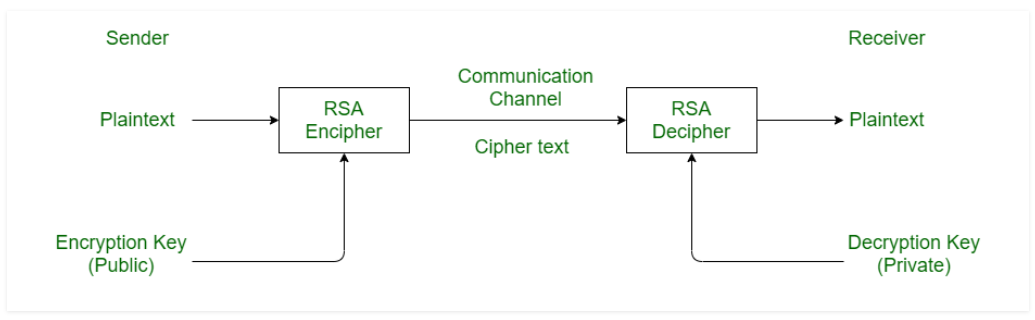 Sender
Receiver
Communication
Channel
Plaintext
RSA
Encipher
RSA
Decipher
Plaintext
Cipher text
Encryption Key
(Public)
Decryption Key
(Private)